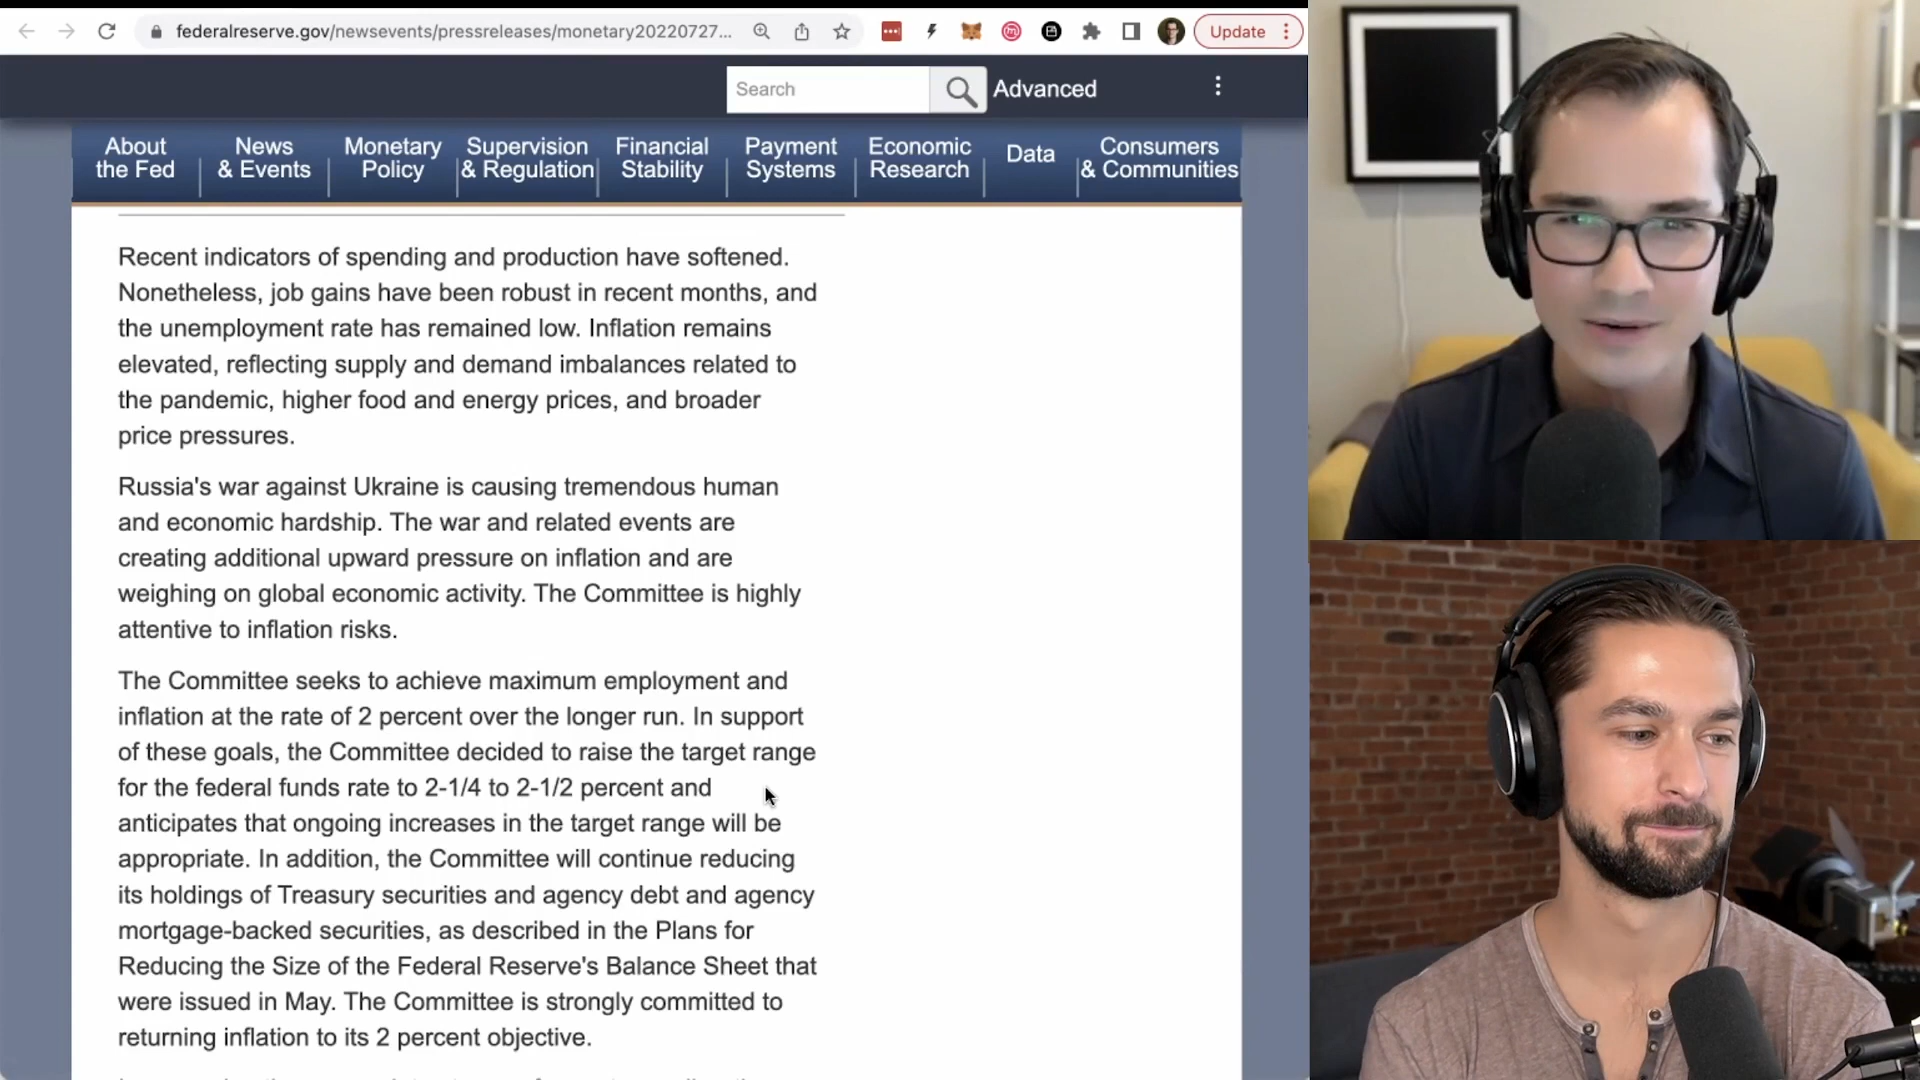 federalreserve.gov/newsevents/pressreleases/monetary20220727...
Update
Search
Advanced
About
the Fed
News
& Events
Monetary
Policy
Supervision
& Regulation
Financial
Stability
Payment
Systems
Economic
Research
Data
Consumers
& Communities
Recent indicators of spending and production have softened.
Nonetheless, job gains have been robust in recent months, and
the unemployment rate has remained low. Inflation remains
elevated, reflecting supply and demand imbalances related to
the pandemic, higher food and energy prices, and broader
price pressures.
Russia's war against Ukraine is causing tremendous human
and economic hardship. The war and related events are
creating additional upward pressure on inflation and are
weighing on global economic activity. The Committee is highly
attentive to inflation risks.
The Committee seeks to achieve maximum employment and
inflation at the rate of 2 percent over the longer run. In support
of these goals, the Committee decided to raise the target range
for the federal funds rate to 2-1/4 to 2-1/2 percent and
anticipates that ongoing increases in the target range will be
appropriate. In addition, the Committee will continue reducing
its holdings of Treasury securities and agency debt and agency
mortgage-backed securities, as described in the Plans for
Reducing the Size of the Federal Reserve's Balance Sheet that
were issued in May. The Committee is strongly committed to
returning inflation to its 2 percent objective.